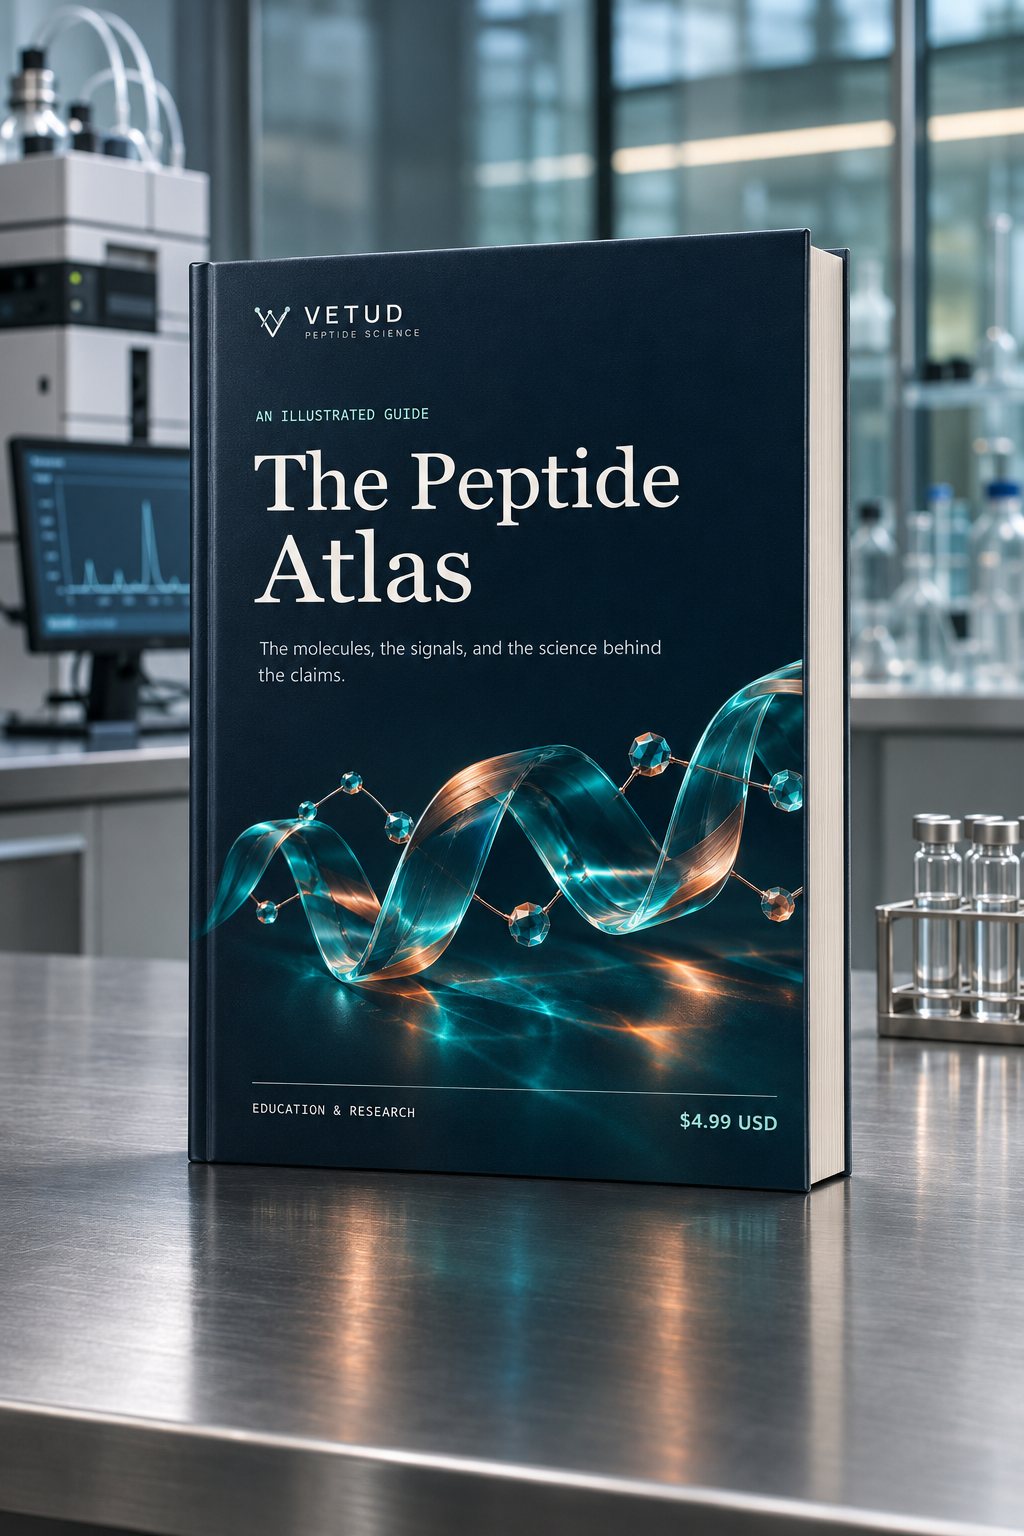 VETUD
PEPTIDE SCIENCE
AN ILLUSTRATED GUIDE
The Peptide
Atlas
The molecules, the signals, and the science behind
the claims.
EDUCATION & RESEARCH
$4.99 USD